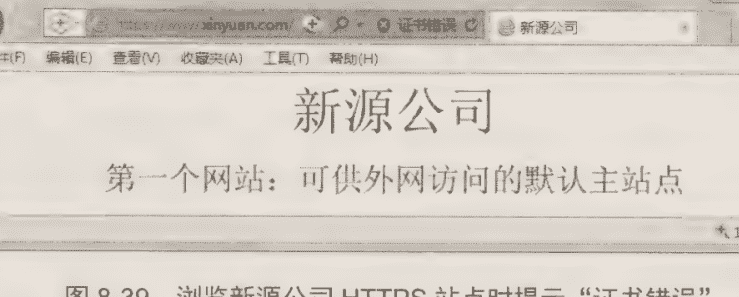 https://www.xinyuan.com/ 证书错误 新源公司
编辑(E) 查看(V) 收藏夹(A) 工具(T) 帮助(H)
新源公司
第一个网站：可供外网访问的默认主站点
图 8-39 浏览新源公司 HTTPS 站点时提示“证书错误”